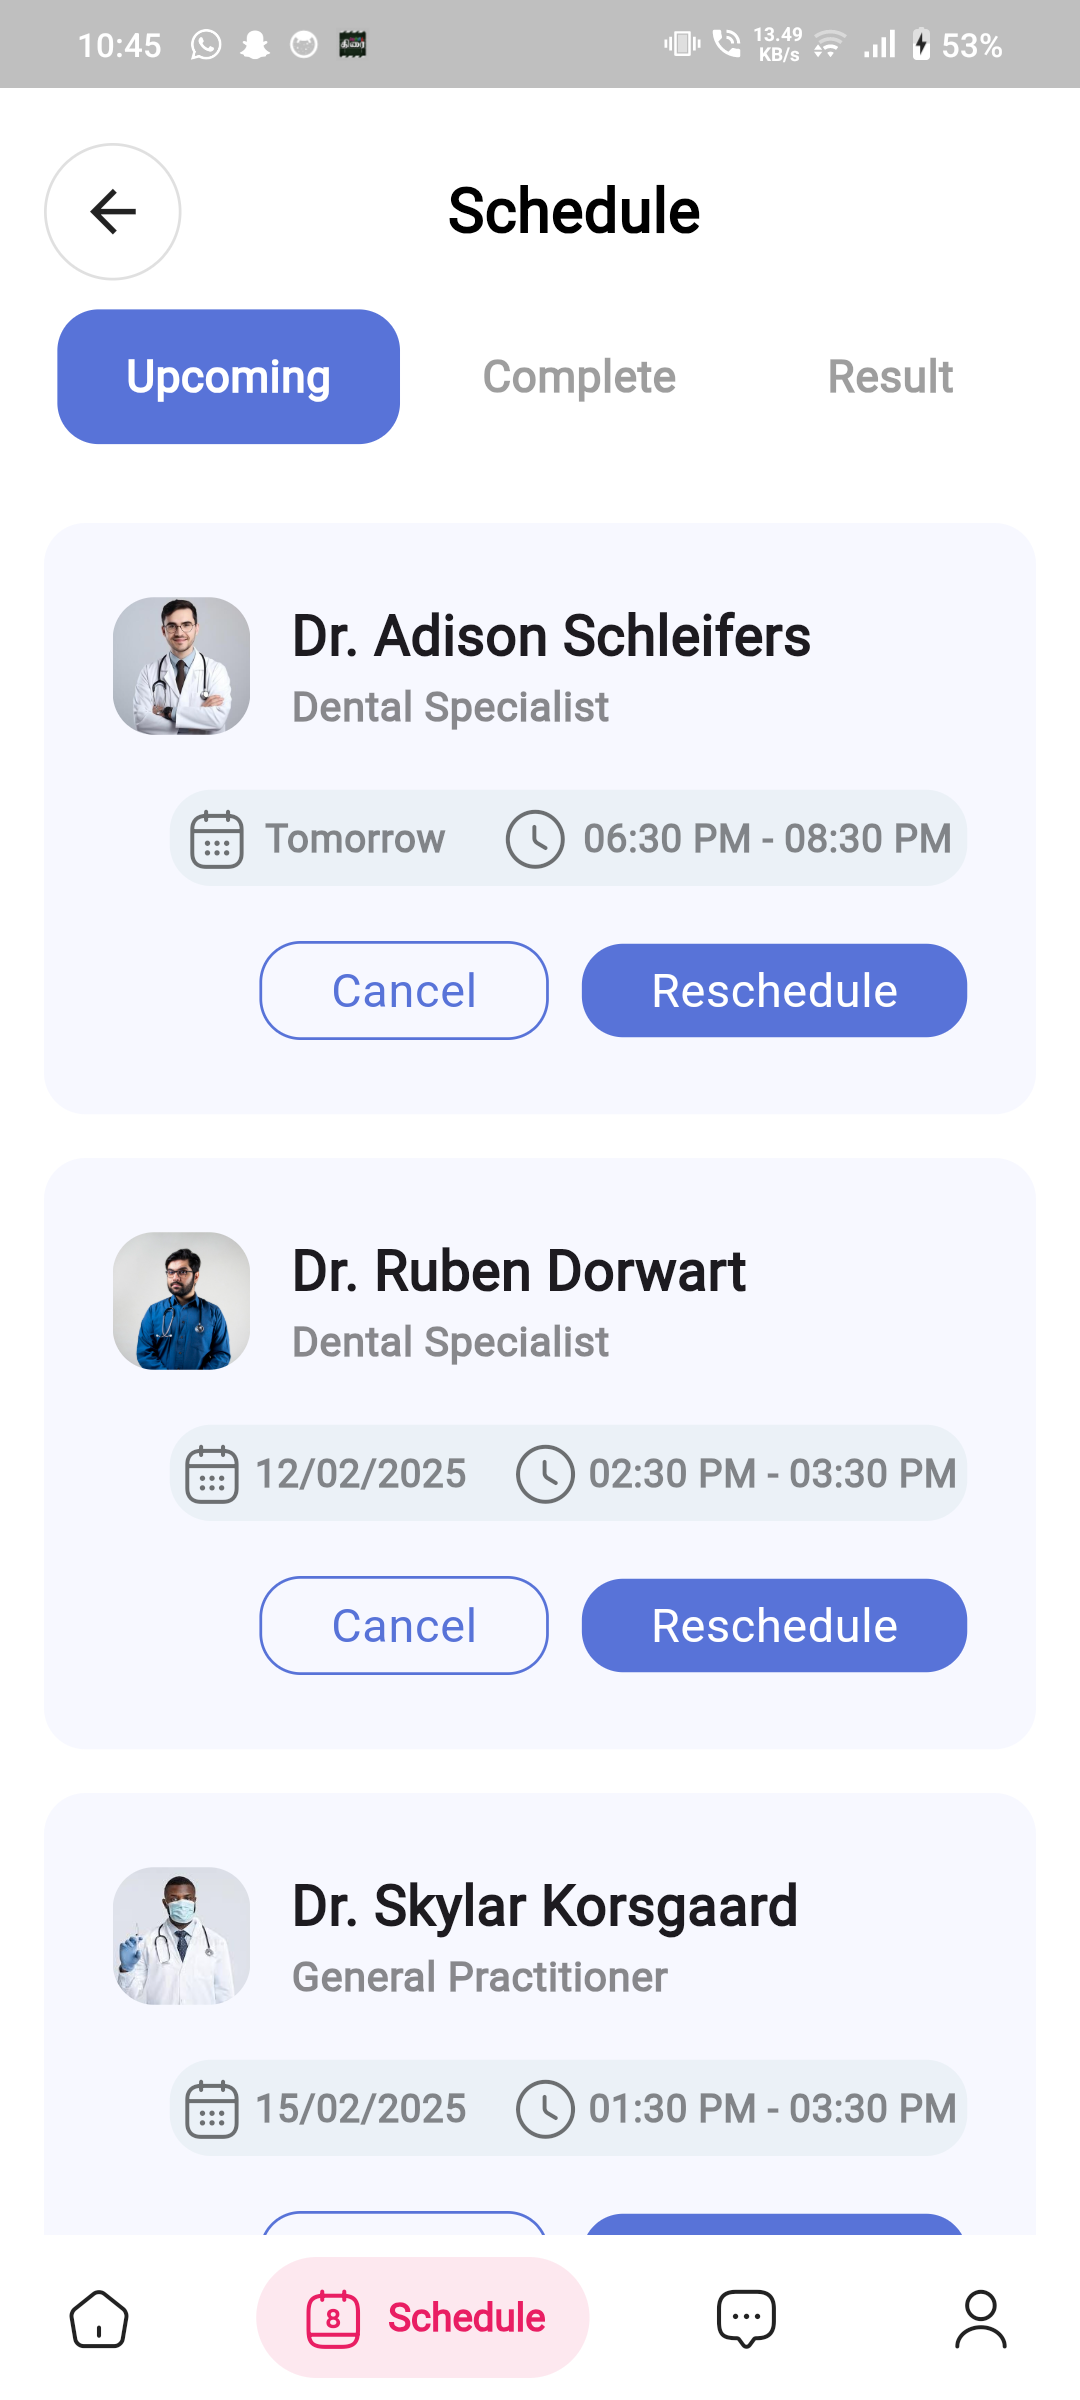 10:45
திரை
13.49
KB/s
53%
Schedule
Upcoming
Complete
Result
Dr. Adison Schleifers
Dental Specialist
Tomorrow
06:30 PM - 08:30 PM
Cancel
Reschedule
Dr. Ruben Dorwart
Dental Specialist
12/02/2025
02:30 PM - 03:30 PM
Cancel
Reschedule
Dr. Skylar Korsgaard
General Practitioner
15/02/2025
01:30 PM - 03:30 PM
8
Schedule